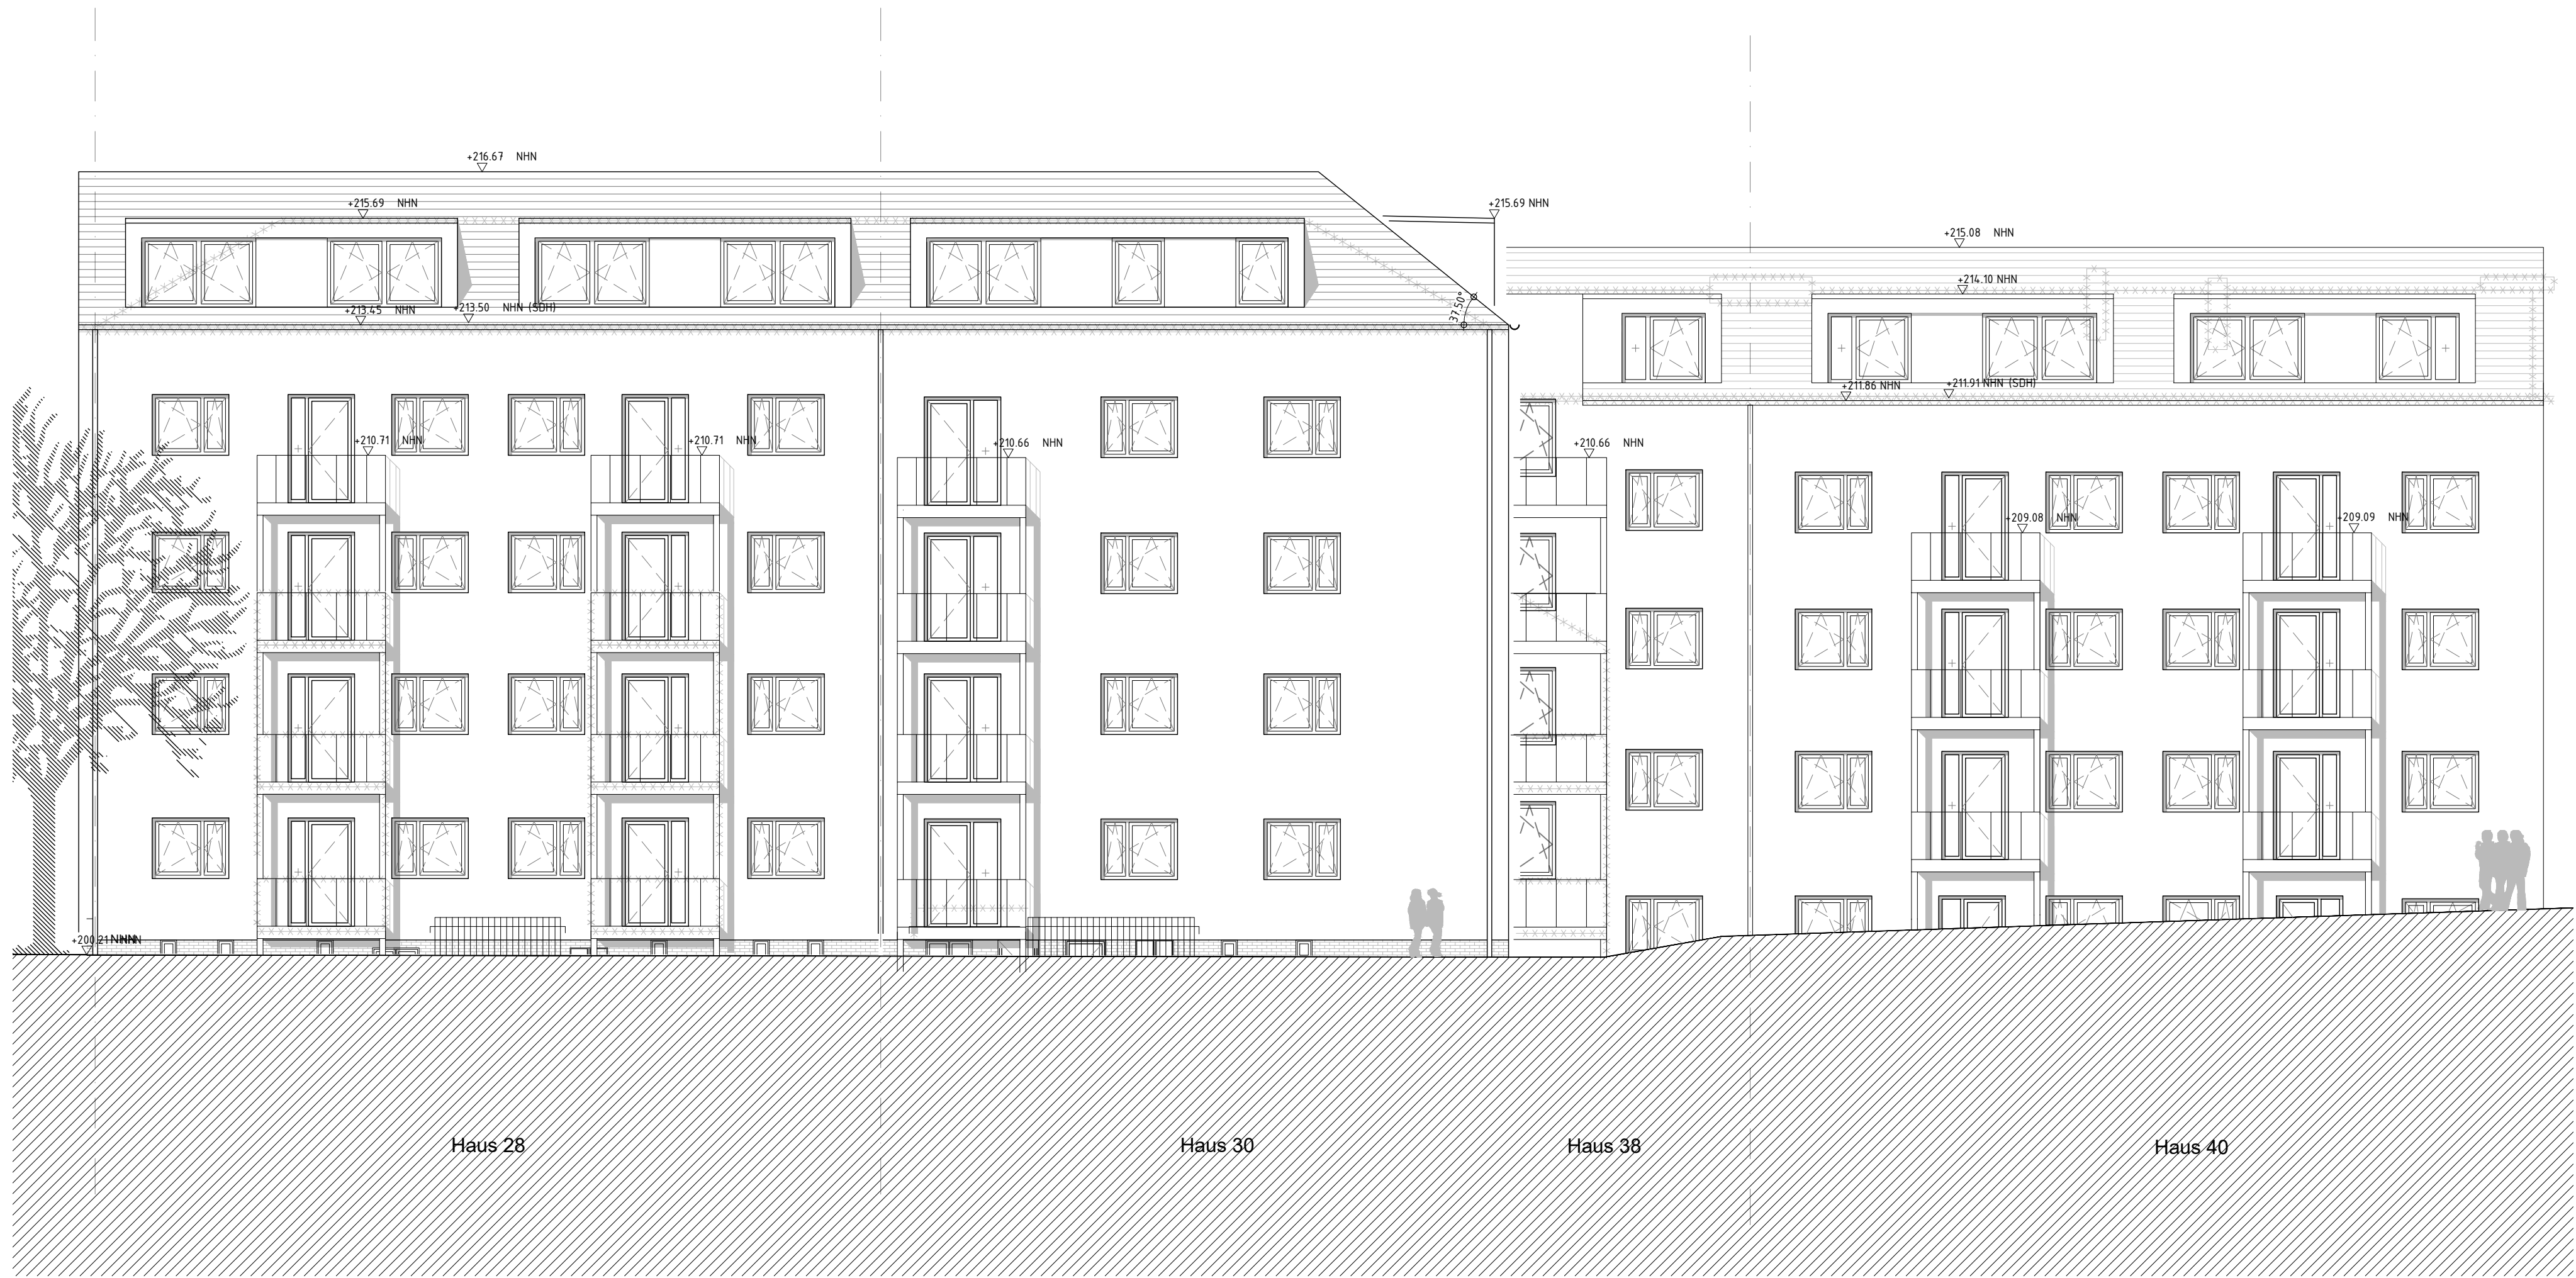 +216.67 NHN
+215.69 NHN
+215.69 NHN
+215.08 NHN
+214.10 NHN
37.50°
+213.45 NHN
+213.50 NHN (SDH)
+211.86 NHN
+211.91 NHN (SDH)
+210.71 NHN
+210.71 NHN
+210.66 NHN
+210.66 NHN
+209.08 NHN
+209.09 NHN
+200.21 NHN
Haus 28
Haus 30
Haus 38
Haus 40